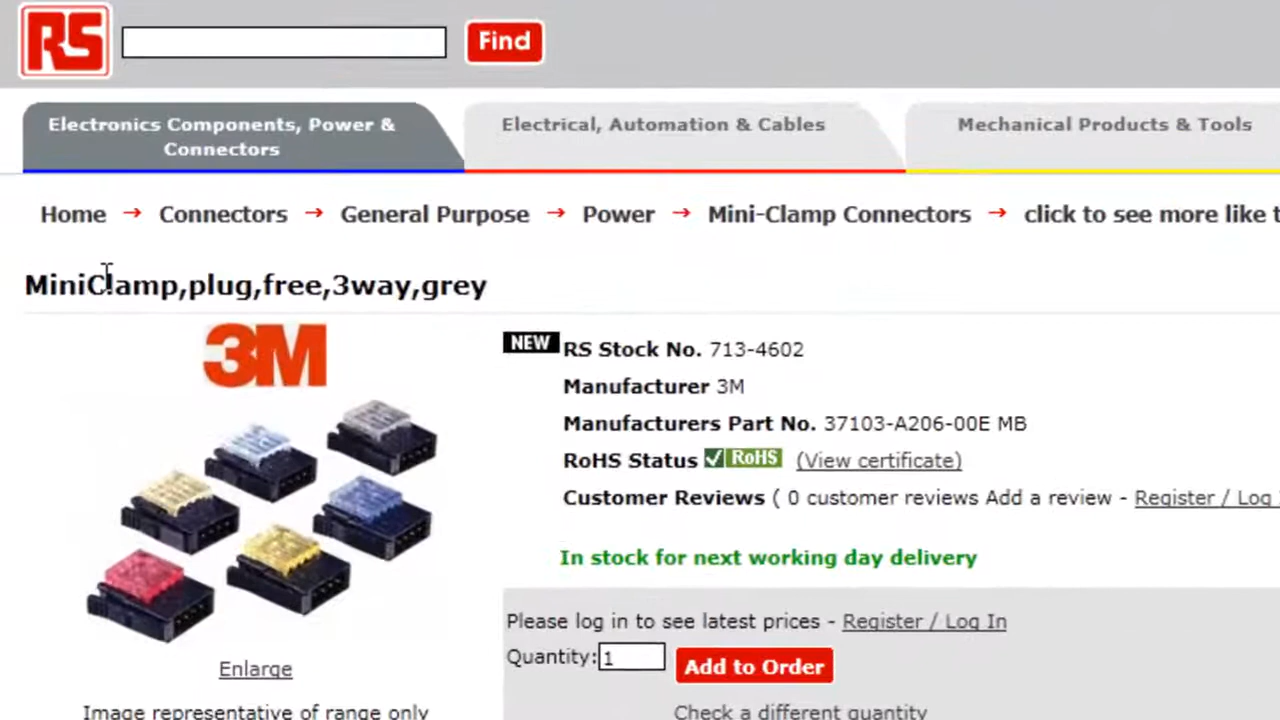 RS
Find
Electronics Components, Power &
Connectors
Electrical, Automation & Cables
Mechanical Products & Tools
Home → Connectors → General Purpose → Power → Mini-Clamp Connectors → click to see more like t
MiniClamp,plug,free,3way,grey
3M
NEW RS Stock No. 713-4602
Manufacturer 3M
Manufacturers Part No. 37103-A206-00E MB
RoHS Status RoHS (View certificate)
Customer Reviews ( 0 customer reviews Add a review - Register / Log
In stock for next working day delivery
Please log in to see latest prices - Register / Log In
Quantity: 1 Add to Order
Enlarge
Image representative of range only
Check a different quantity